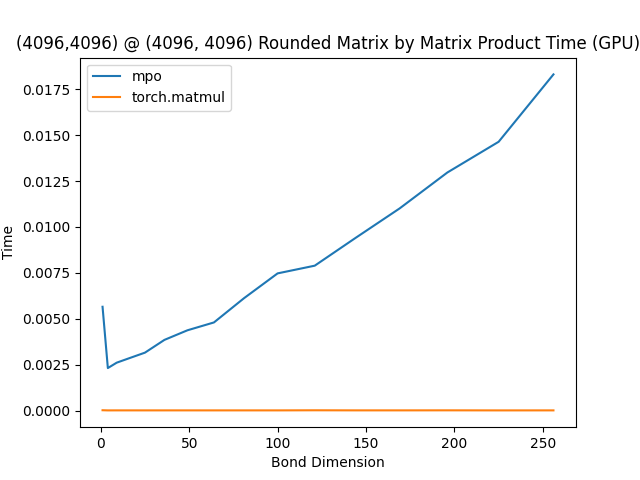 (4096,4096) @ (4096, 4096) Rounded Matrix by Matrix Product Time (GPU)
mpo
torch.matmul
0.0175
0.0150
0.0125
0.0100
0.0075
0.0050
0.0025
0.0000
Time
0 50 100 150 200 250
Bond Dimension